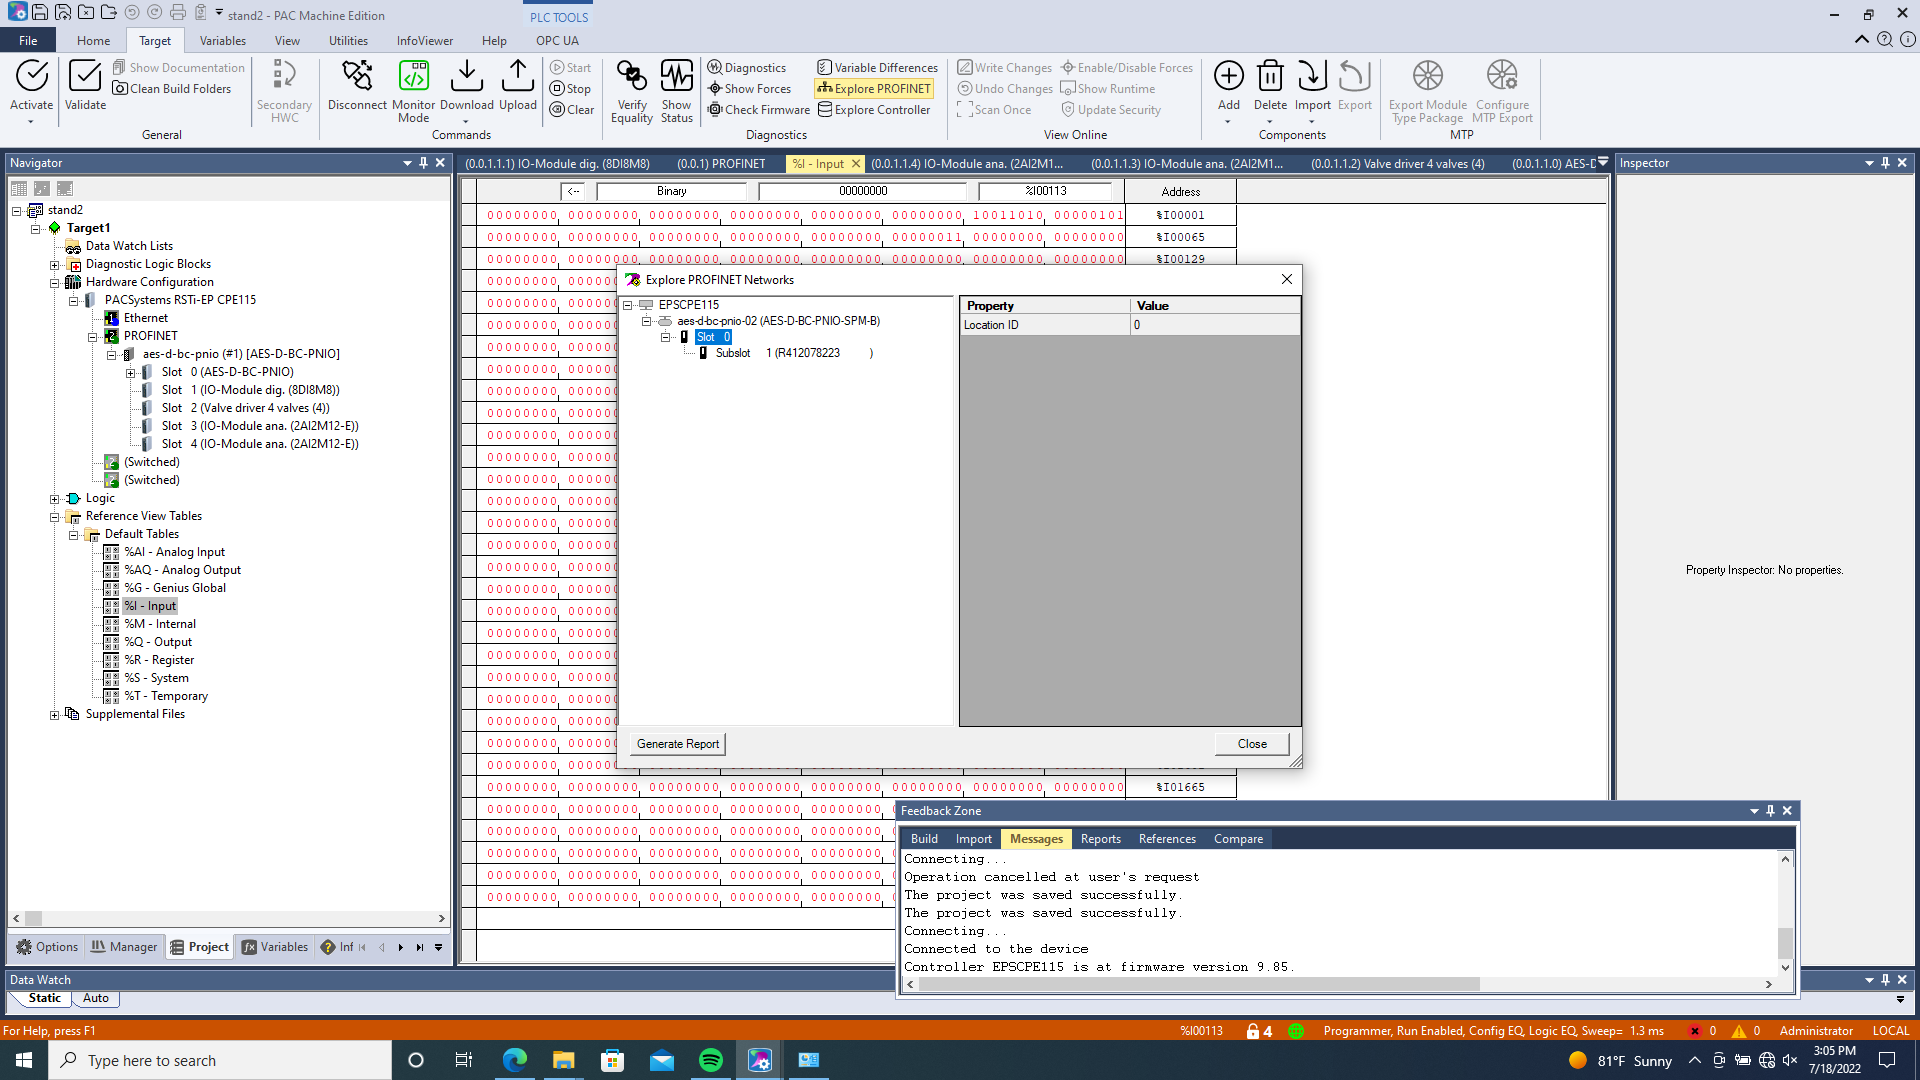 stand2 - PAC Machine Edition
PLC TOOLS
File Home Target Variables View Utilities InfoViewer Help OPC UA
Activate
Validate
Show Documentation
Clean Build Folders
General
Secondary HWC
Disconnect
Monitor Mode
Download
Upload
Start
Stop
Clear
Commands
Verify Equality
Show Status
Diagnostics
Show Forces
Check Firmware
Variable Differences
Explore PROFINET
Explore Controller
Diagnostics
Write Changes
Undo Changes
Scan Once
Enable/Disable Forces
Show Runtime
Update Security
View Online
Add
Delete
Import
Export
Components
Export Module Type Package
Configure MTP Export
MTP
Navigator
stand2
Target1
Data Watch Lists
Diagnostic Logic Blocks
Hardware Configuration
PACSystems RSTi-EP CPE115
Ethernet
PROFINET
aes-d-bc-pnio (#1) [AES-D-BC-PNIO]
Slot 0 (AES-D-BC-PNIO)
Slot 1 (IO-Module dig. (8DI8M8))
Slot 2 (Valve driver 4 valves (4))
Slot 3 (IO-Module ana. (2AI2M12-E))
Slot 4 (IO-Module ana. (2AI2M12-E))
(Switched)
(Switched)
Logic
Reference View Tables
Default Tables
%AI - Analog Input
%AQ - Analog Output
%G - Genius Global
%I - Input
%M - Internal
%Q - Output
%R - Register
%S - System
%T - Temporary
Supplemental Files
Options Manager Project Variables Inf
(0.0.1.1.1) IO-Module dig. (8DI8M8) (0.0.1) PROFINET %I - Input (0.0.1.1.4) IO-Module ana. (2AI2M1... (0.0.1.1.3) IO-Module ana. (2AI2M1... (0.0.1.1.2) Valve driver 4 valves (4) (0.0.1.1.0) AES-D
<-- Binary 00000000 %I00113 Address
00000000 00000000 00000000 00000000 00000000 00000000 10011010 00000101 %I00001
00000000 00000000 00000000 00000000 00000000 00000011 00000000 00000000 %I00065
00000000 00000000 00000000 00000000 00000000 00000000 00000000 00000000 %I00129
00000000 00000000 00000000 00000000 00000000 00000000 00000000 00000000 %I01665
Explore PROFINET Networks
EPSCPE115
aes-d-bc-pnio-02 (AES-D-BC-PNIO-SPM-B)
Slot 0
Subslot 1 (R412078223 )
Property Value
Location ID 0
Generate Report
Close
Inspector
Property Inspector: No properties.
Feedback Zone
Build Import Messages Reports References Compare
Connecting...
Operation cancelled at user's request
The project was saved successfully.
The project was saved successfully.
Connecting...
Connected to the device
Controller EPSCPE115 is at firmware version 9.85.
Data Watch
Static Auto
For Help, press F1
%I00113 4 Programmer, Run Enabled, Config EQ, Logic EQ, Sweep= 1.3 ms 0 0 Administrator LOCAL
Type here to search
81°F Sunny
3:05 PM
7/18/2022